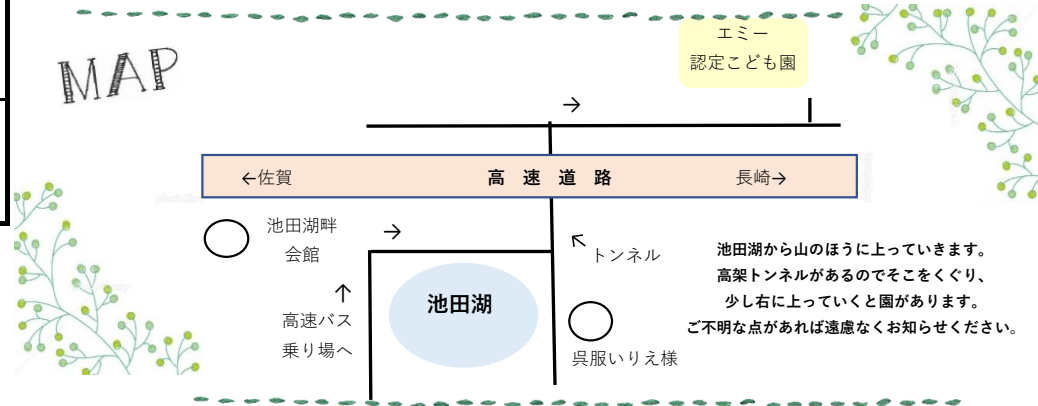 MAP
エミー
認定こども園
→
←佐賀
高速道路
長崎→
池田湖畔
会館
→
↖
トンネル
池田湖
↑
高速バス
乗り場へ
呉服いりえ様
池田湖から山のほうに上っていきます。
高架トンネルがあるのでそこをくぐり、
少し右に上っていくと園があります。
ご不明な点があれば遠慮なくお知らせください。